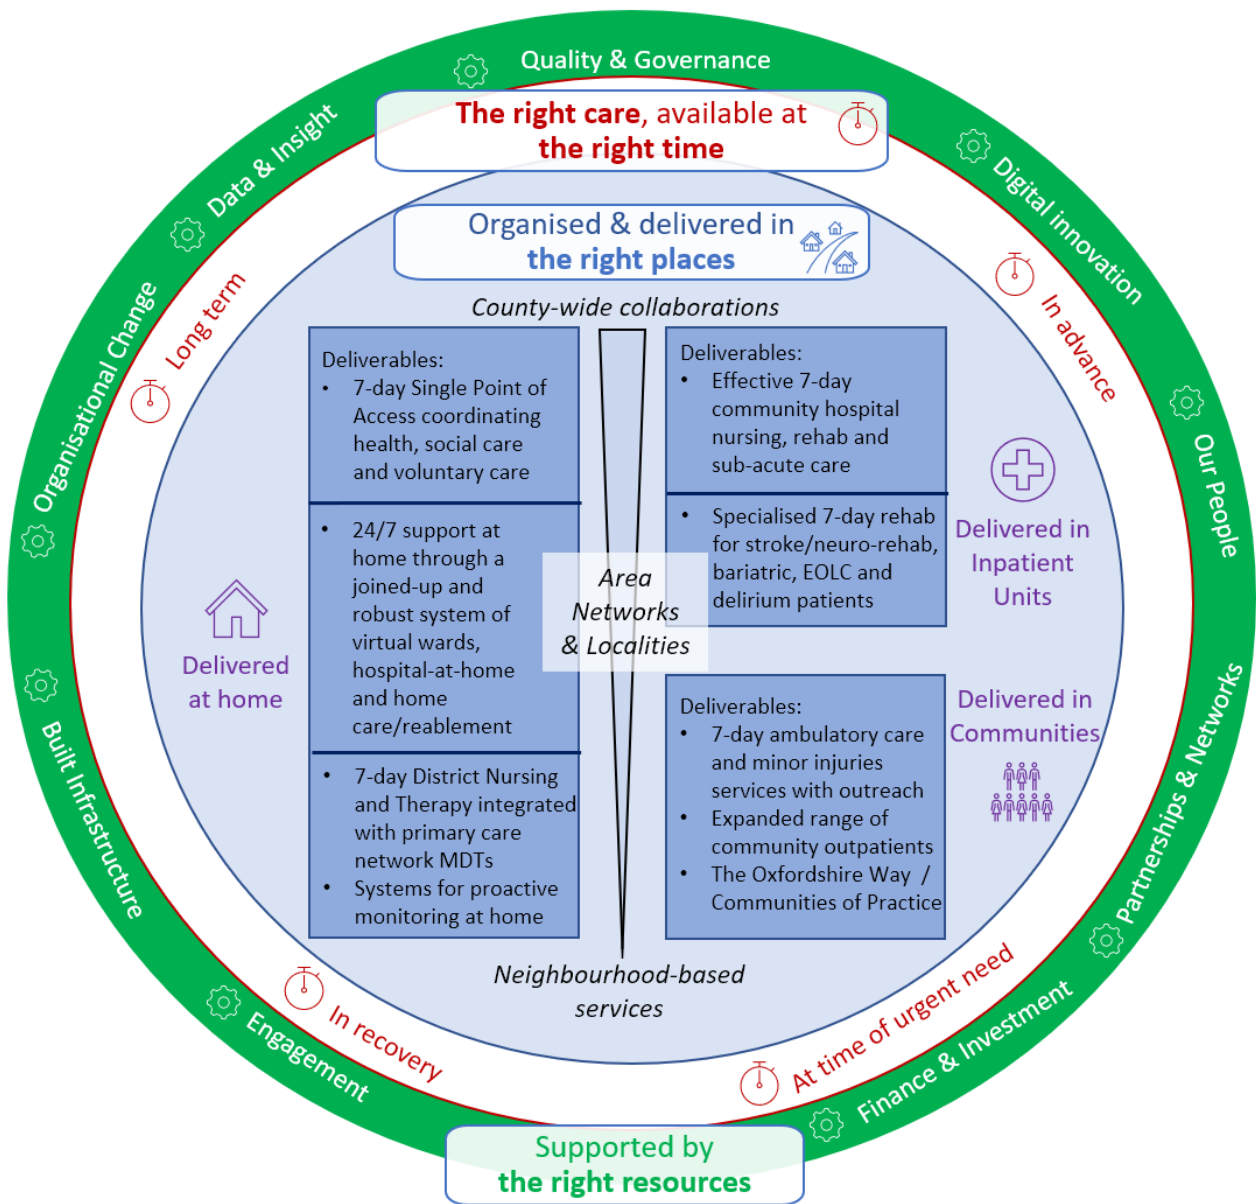 Quality & Governance
Data & Insight
Digital innovation
Organisational Change
Our People
Built Infrastructure
Partnerships & Networks
Engagement
Finance & Investment
The right care, available at
the right time
Long term
In advance
In recovery
At time of urgent need
Organised & delivered in
the right places
County-wide collaborations
Deliverables:
• 7-day Single Point of
Access coordinating
health, social care
and voluntary care
• 24/7 support at
home through a
joined-up and
robust system of
virtual wards,
hospital-at-home
and home
care/reablement
• 7-day District Nursing
and Therapy integrated
with primary care
network MDTs
• Systems for proactive
monitoring at home
Delivered
at home
Area
Networks
& Localities
Deliverables:
• Effective 7-day
community hospital
nursing, rehab and
sub-acute care
• Specialised 7-day rehab
for stroke/neuro-rehab,
bariatric, EOLC and
delirium patients
Delivered in
Inpatient
Units
Deliverables:
• 7-day ambulatory care
and minor injuries
services with outreach
• Expanded range of
community outpatients
• The Oxfordshire Way /
Communities of Practice
Delivered in
Communities
Neighbourhood-based
services
Supported by
the right resources